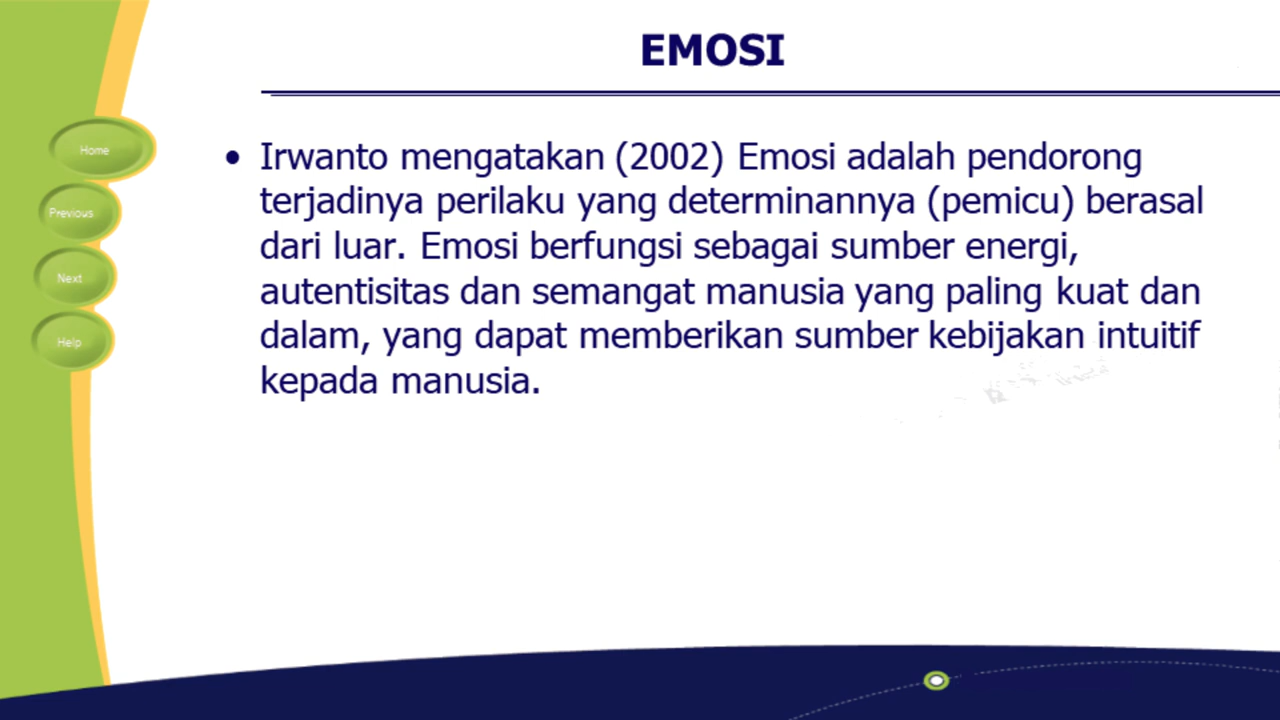 EMOSI
Home
Previous
Next
Help
• Irwanto mengatakan (2002) Emosi adalah pendorong
terjadinya perilaku yang determinannya (pemicu) berasal
dari luar. Emosi berfungsi sebagai sumber energi,
autentisitas dan semangat manusia yang paling kuat dan
dalam, yang dapat memberikan sumber kebijakan intuitif
kepada manusia.